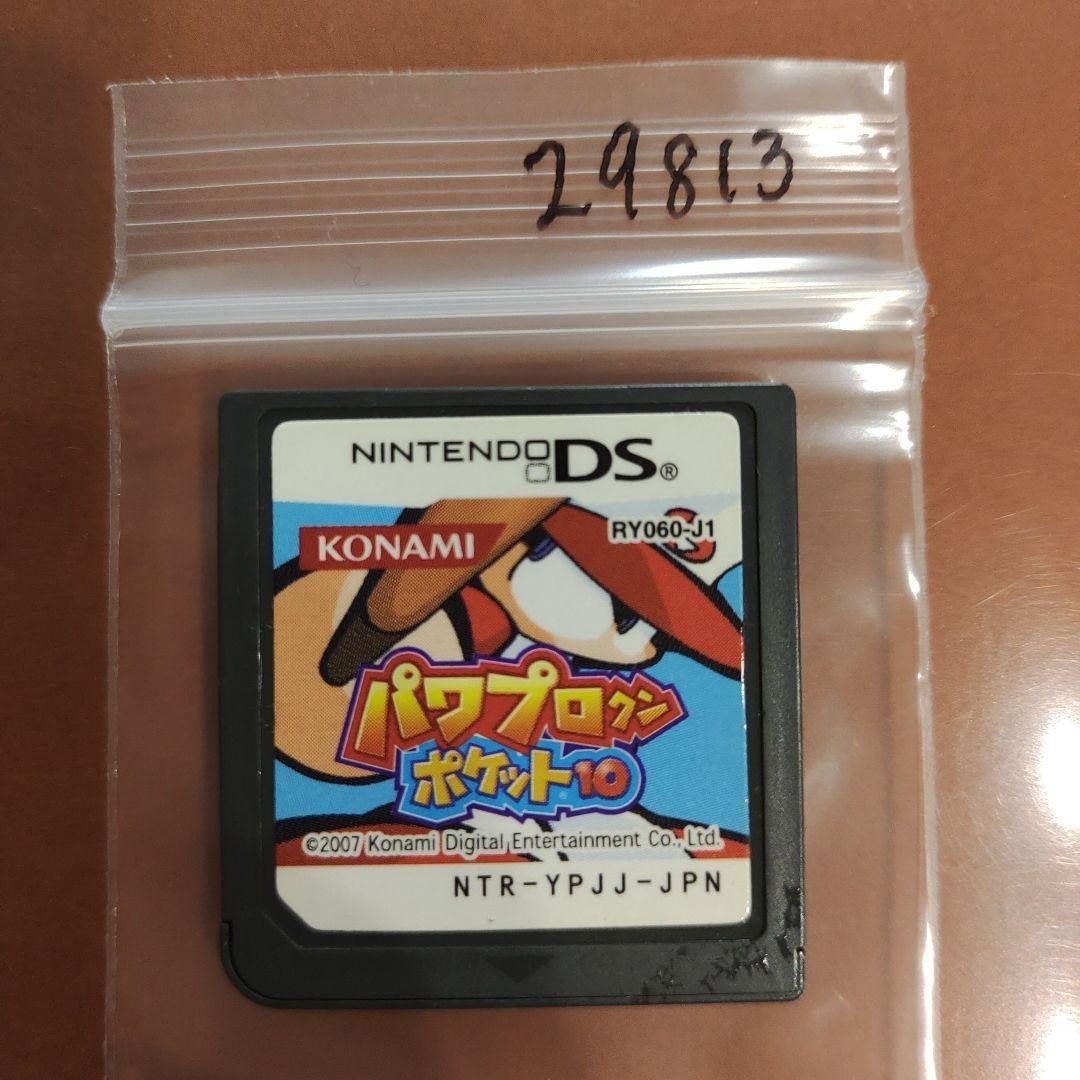 29813
NINTENDO DS®
KONAMI
RY060-J1
パワプロクン
ポケット10
©2007 Konami Digital Entertainment Co., Ltd.
NTR-YPJJ-JPN